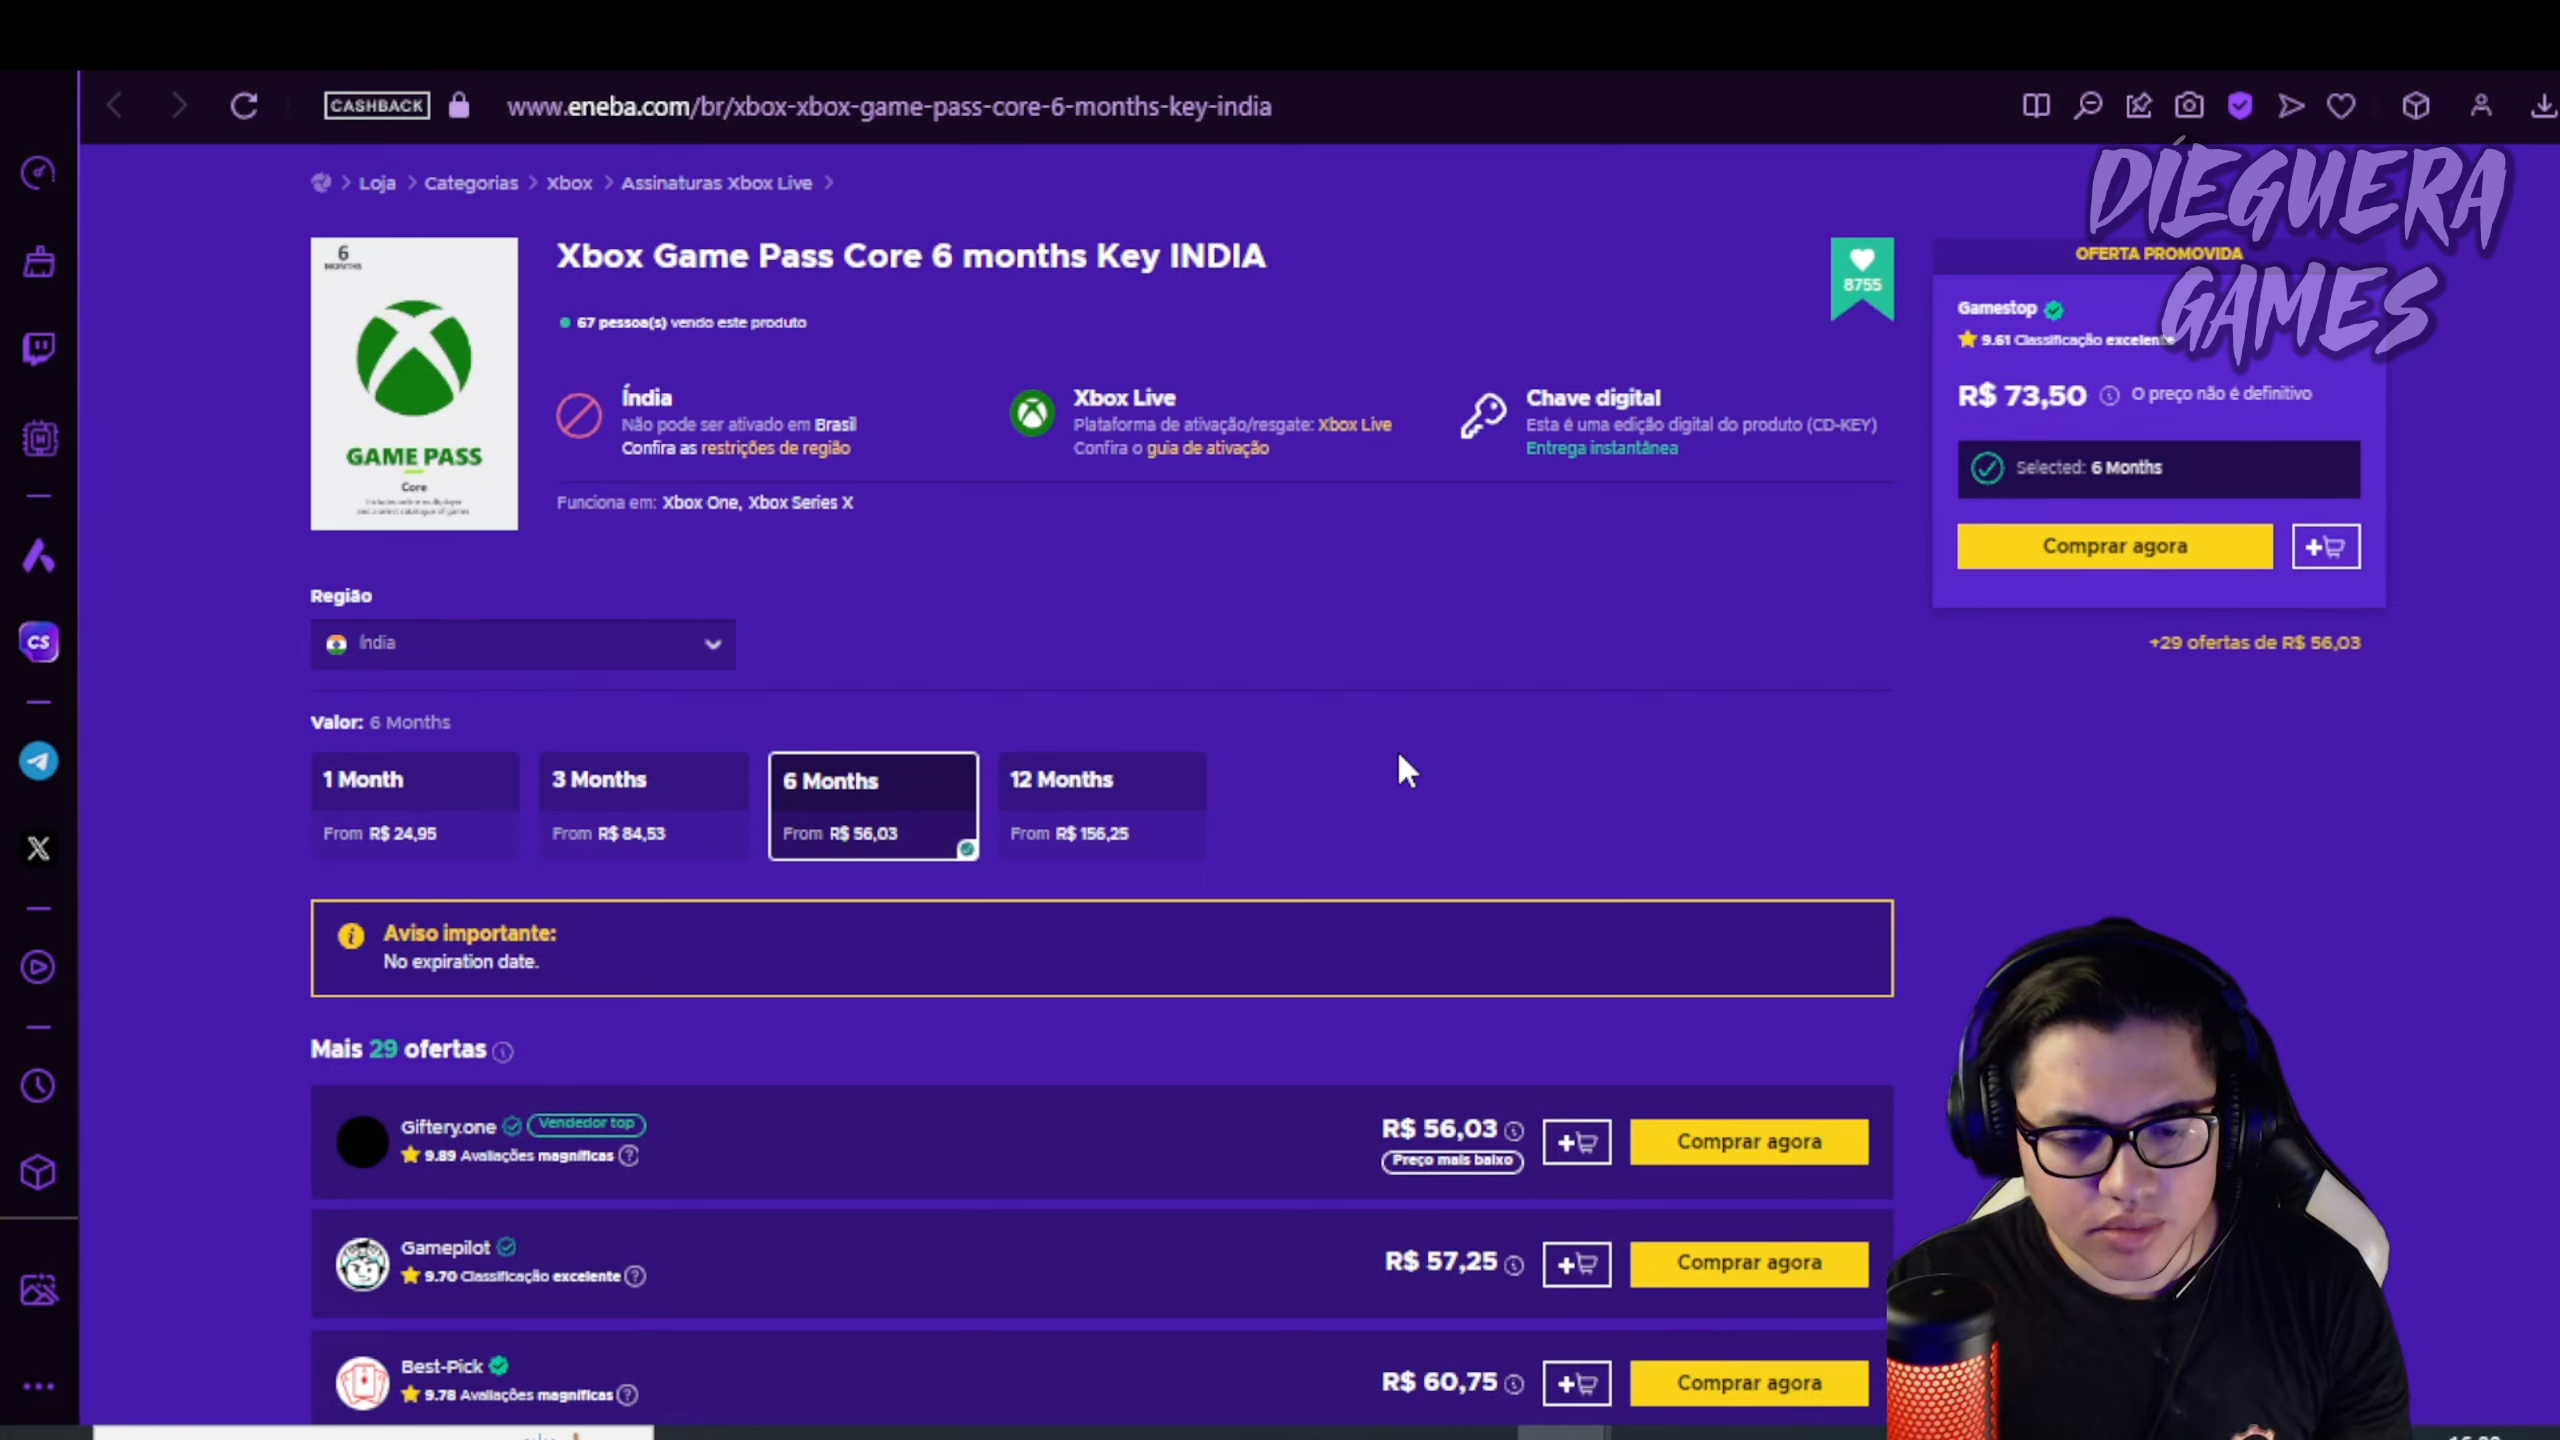 CASHBACK
www.eneba.com/br/xbox-xbox-game-pass-core-6-months-key-india
DIEGUERA
GAMES
Loja
Categorias
Xbox
Assinaturas Xbox Live
6
MONTHS
GAME PASS
Core
Xbox Game Pass Core 6 months Key INDIA
67 pessoa(s) vendo este produto
8755
Índia
Não pode ser ativado em Brasil
Confira as restrições de região
Xbox Live
Plataforma de ativação/resgate: Xbox Live
Confira o guia de ativação
Chave digital
Esta é uma edição digital do produto (CD-KEY)
Entrega instantânea
Funciona em: Xbox One, Xbox Series X
OFERTA PROMOVIDA
Gamestop
9.61 Classificação excelente
R$ 73,50
O preço não é definitivo
Selected: 6 Months
Comprar agora
+29 ofertas de R$ 56,03
Região
Índia
Valor: 6 Months
1 Month
From R$ 24,95
3 Months
From R$ 84,53
6 Months
From R$ 56,03
12 Months
From R$ 156,25
Aviso importante:
No expiration date.
Mais 29 ofertas
Giftery.one
Vendedor top
9.89 Avaliações magníficas
R$ 56,03
Preço mais baixo
Comprar agora
Gamepilot
9.70 Classificação excelente
R$ 57,25
Comprar agora
Best-Pick
9.78 Avaliações magníficas
R$ 60,75
Comprar agora
CS